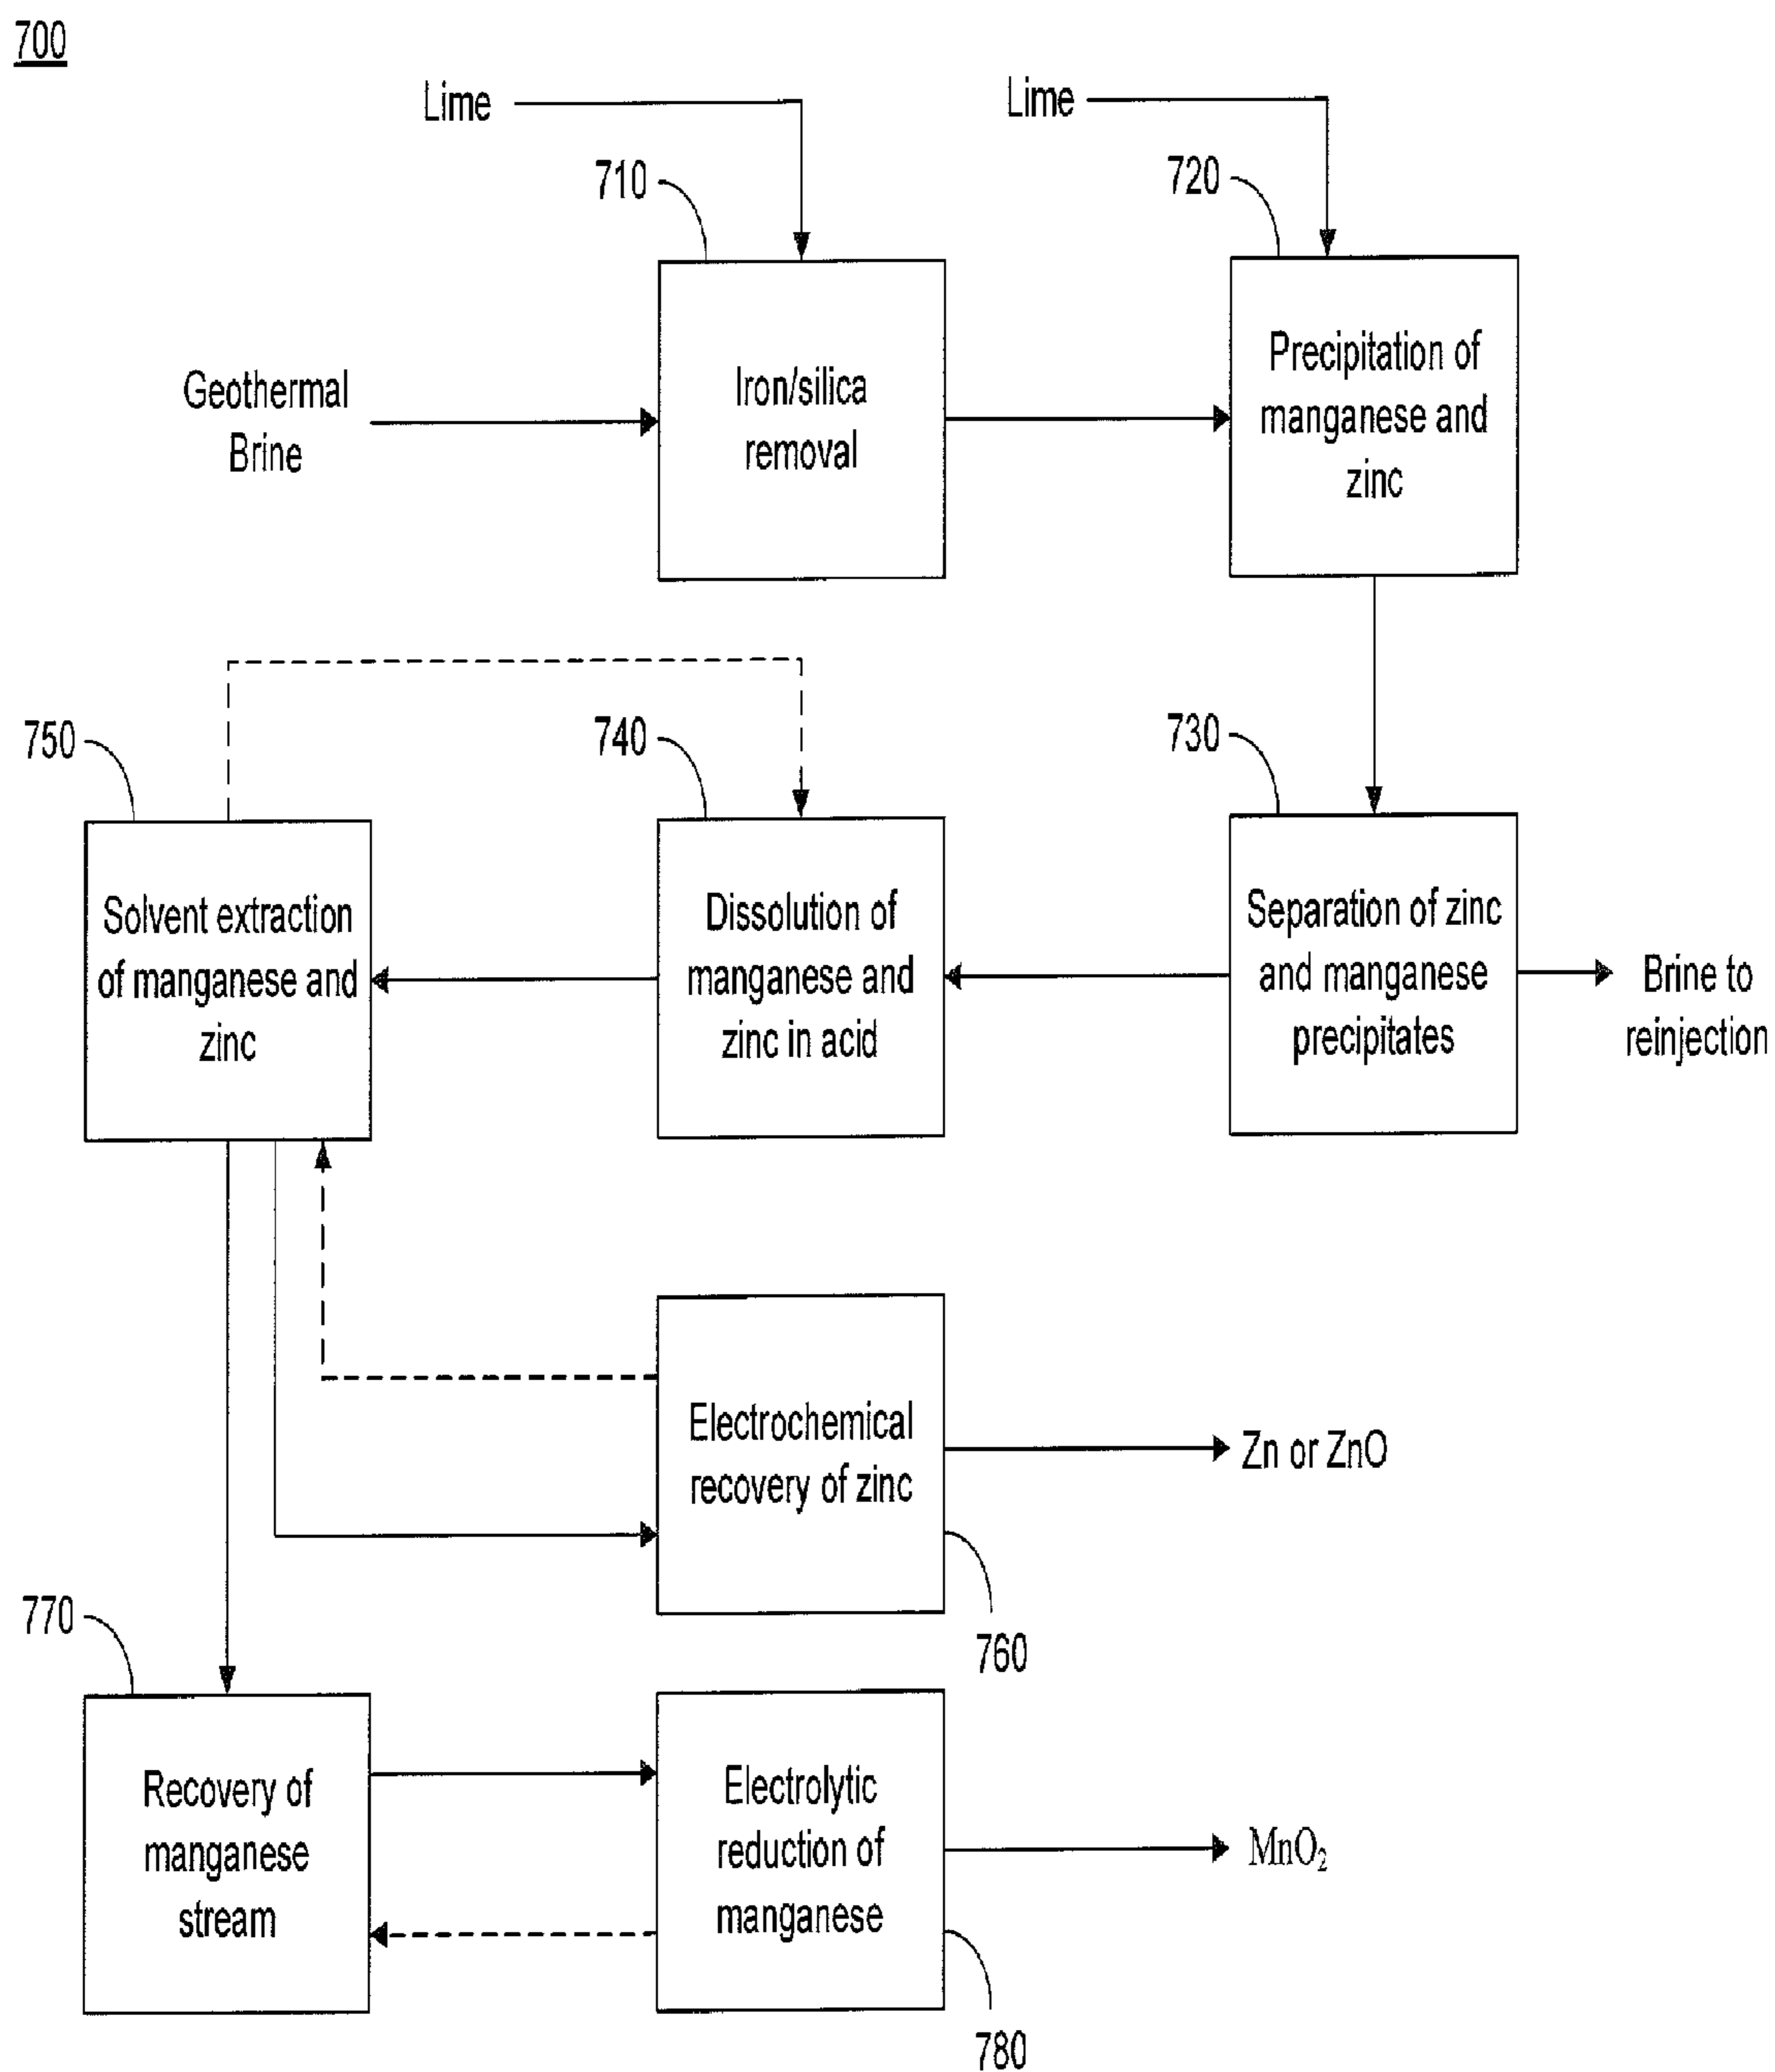 700
Lime
Lime
710
720
Geothermal
Brine
Iron/silica
removal
Precipitation of
manganese and
zinc
750
740
730
Solvent extraction
of manganese and
zinc
Dissolution of
manganese and
zinc in acid
Separation of zinc
and manganese
precipitates
Brine to
reinjection
Electrochemical
recovery of zinc
Zn or ZnO
760
770
Recovery of
manganese
stream
Electrolytic
reduction of
manganese
MnO₂
780